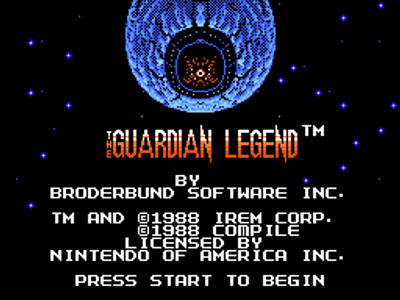 THE GUARDIAN LEGEND™
BY
BRODERBUND SOFTWARE INC.
TM AND ©1988 IREM CORP.
©1988 COMPILE
LICENSED BY
NINTENDO OF AMERICA INC.
PRESS START TO BEGIN